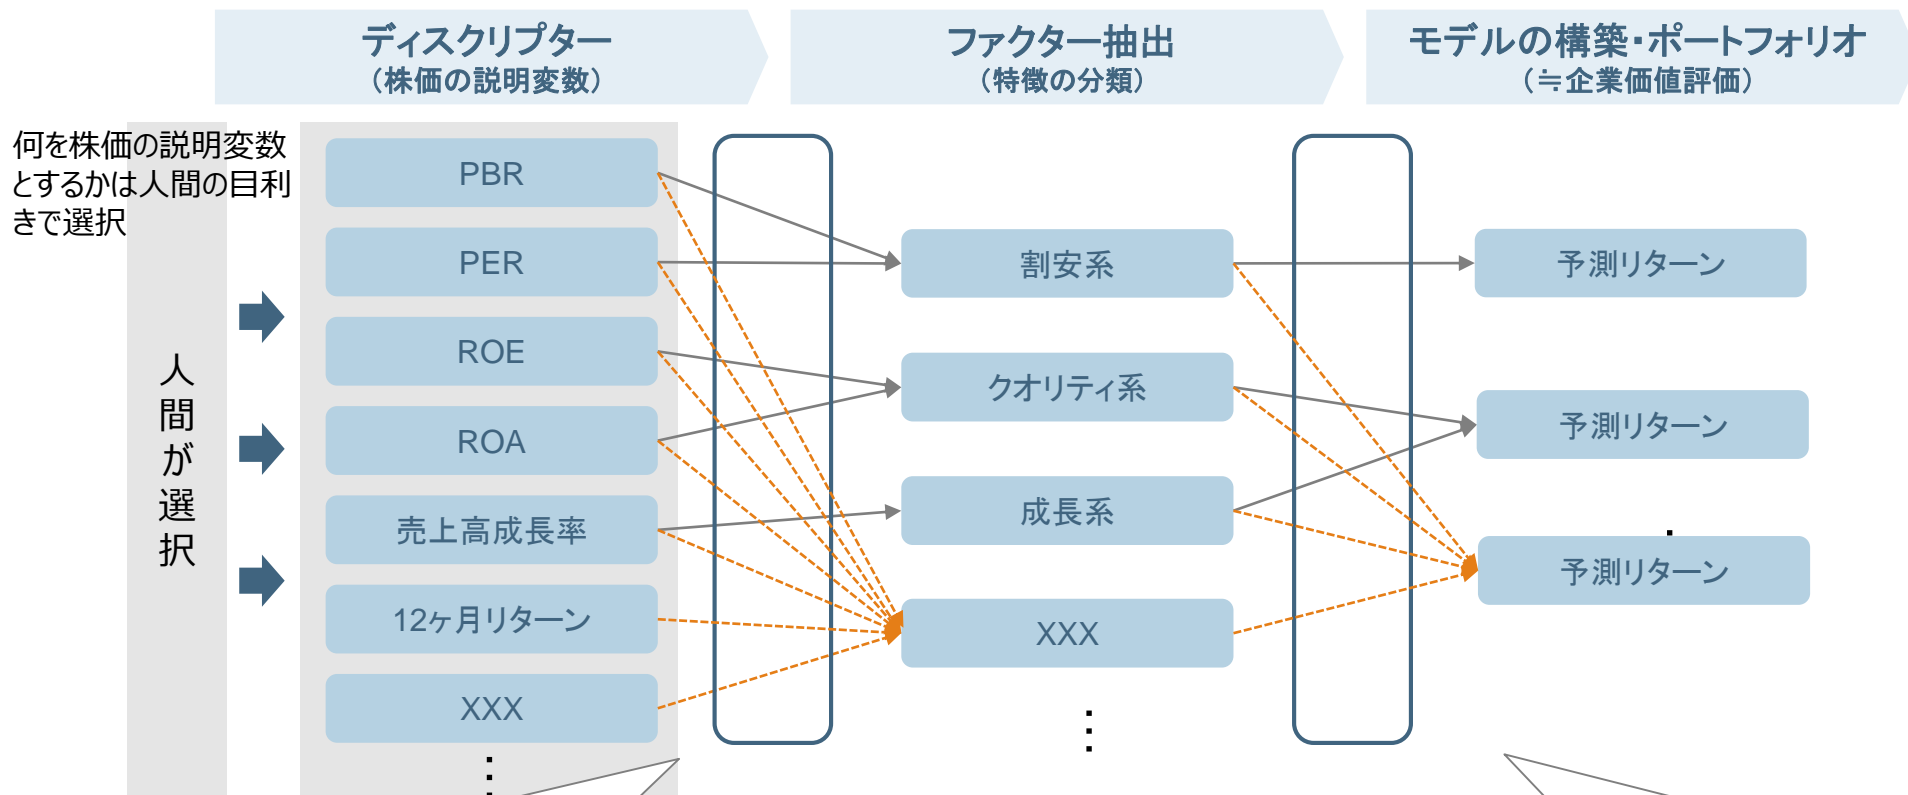 ディスクリプター
（株価の説明変数）
ファクター抽出
（特徴の分類）
モデルの構築・ポートフォリオ
（≒企業価値評価）
何を株価の説明変数
とするかは人間の目利
きで選択
人間が選択
PBR
PER
ROE
ROA
売上高成長率
12ヶ月リターン
XXX
⋮
割安系
クオリティ系
成長系
XXX
⋮
予測リターン
予測リターン
予測リターン